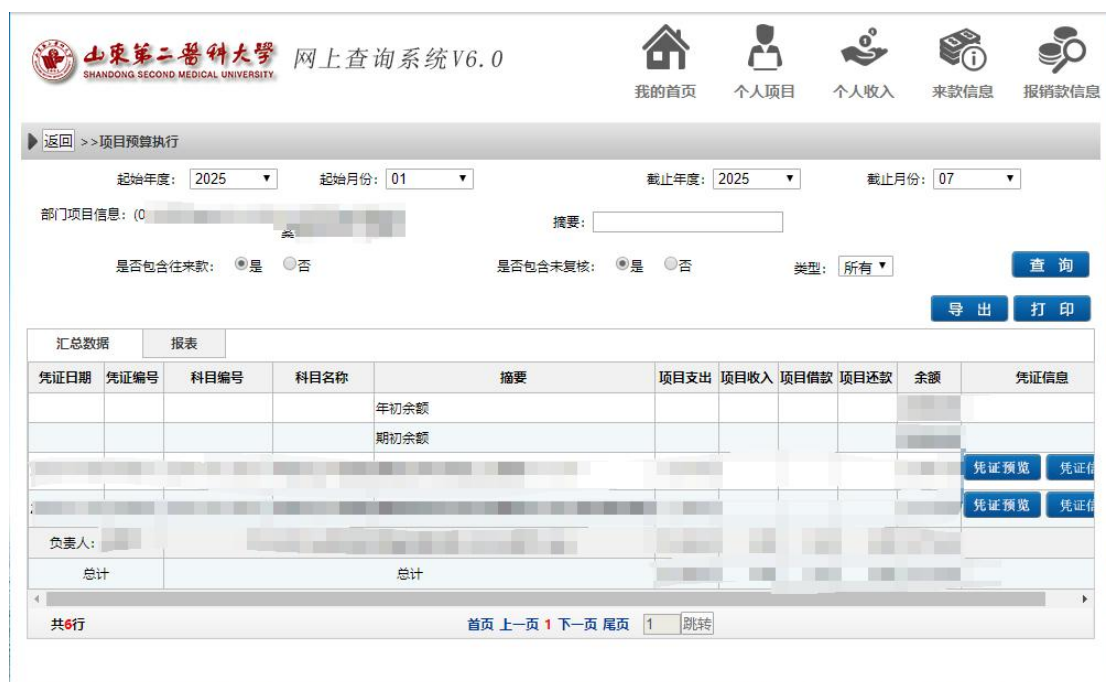 山東第二醫科大學 网上查询系统V6.0
SHANDONG SECOND MEDICAL UNIVERSITY
我的首页 个人项目 个人收入 来款信息 报销款信息
返回 >>项目预算执行
起始年度: 2025 起始月份: 01 截止年度: 2025 截止月份: 07
部门项目信息: (0 摘要:
是否包含往来款: 是 否 是否包含未复核: 是 否 类型: 所有 查 询
导 出 打 印
汇总数据 报表
凭证日期 凭证编号 科目编号 科目名称 摘要 项目支出 项目收入 项目借款 项目还款 余额 凭证信息
年初余额
期初余额
凭证预览 凭证信
凭证预览 凭证信
负责人:
总计 总计
共6行 首页 上一页 1 下一页 尾页 1 跳转